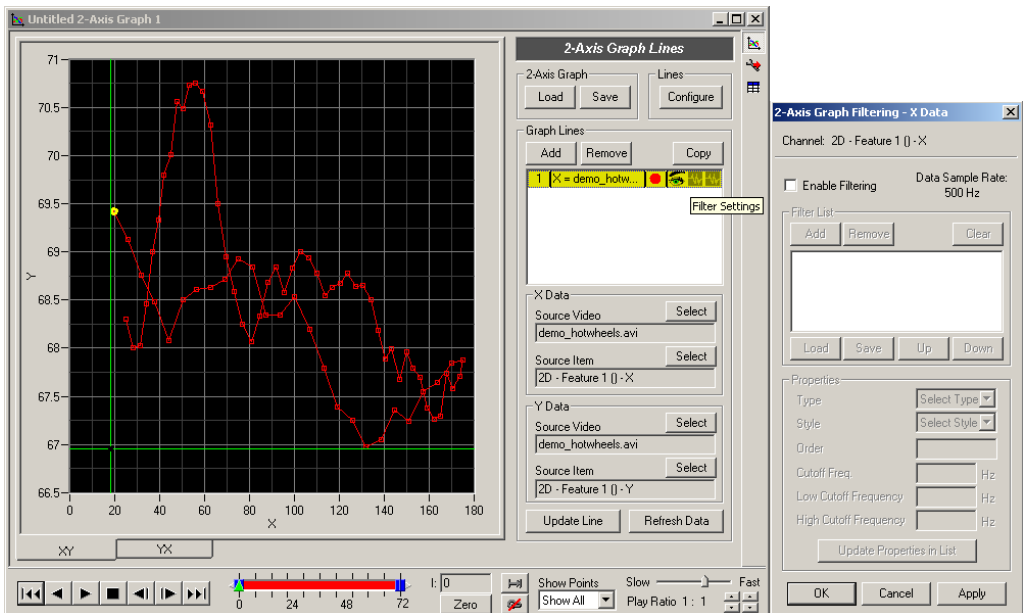 Untitled 2-Axis Graph 1
71
70.5
70
69.5
69
68.5
68
67.5
67
66.5
Y
0 20 40 60 80 100 120 140 160 180
X
XY YX
2-Axis Graph Lines
2-Axis Graph
Load Save
Lines
Configure
Graph Lines
Add Remove Copy
1 X = demo_hotw...
Filter Settings
X Data
Source Video Select
demo_hotwheels.avi
Source Item Select
2D - Feature 1 () - X
Y Data
Source Video Select
demo_hotwheels.avi
Source Item Select
2D - Feature 1 () - Y
Update Line Refresh Data
0 24 48 72
I: 0
Zero
Show Points
Show All
Slow Fast
Play Ratio 1 : 1
2-Axis Graph Filtering - X Data
Channel: 2D - Feature 1 () - X
Enable Filtering
Data Sample Rate:
500 Hz
Filter List
Add Remove Clear
Load Save Up Down
Properties
Type Select Type
Style Select Style
Order
Cutoff Freq. Hz
Low Cutoff Frequency Hz
High Cutoff Frequency Hz
Update Properties in List
OK Cancel Apply